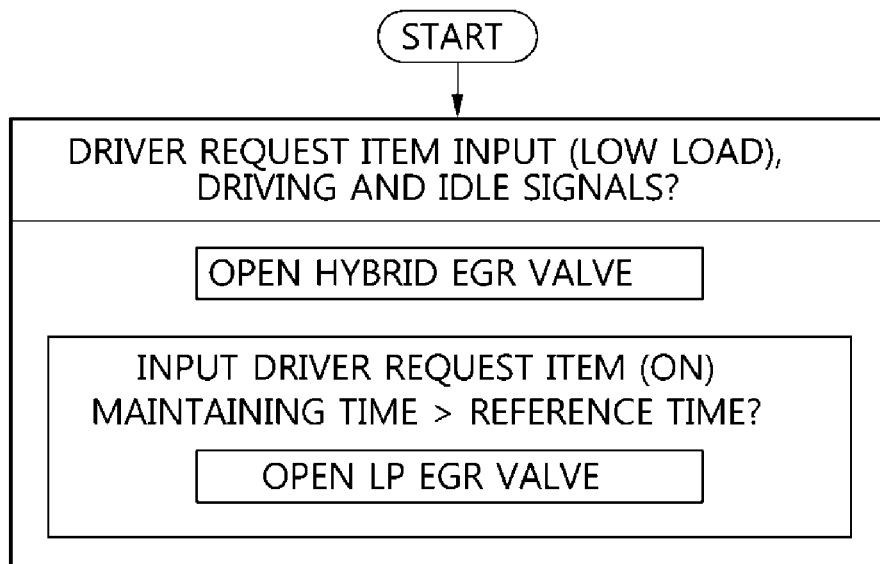 START
DRIVER REQUEST ITEM INPUT (LOW LOAD),
DRIVING AND IDLE SIGNALS?
OPEN HYBRID EGR VALVE
INPUT DRIVER REQUEST ITEM (ON)
MAINTAINING TIME > REFERENCE TIME?
OPEN LP EGR VALVE